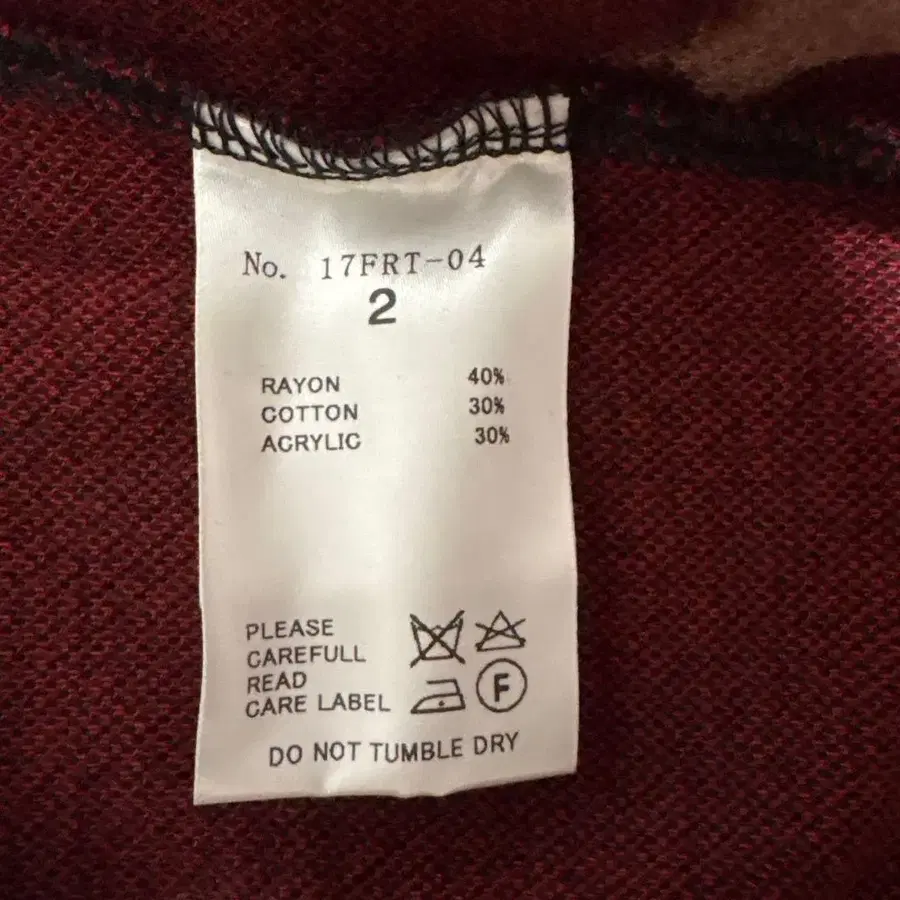 No. 17FRT-04
2
RAYON 40%
COTTON 30%
ACRYLIC 30%
PLEASE
CAREFULL
READ
CARE LABEL
F
DO NOT TUMBLE DRY